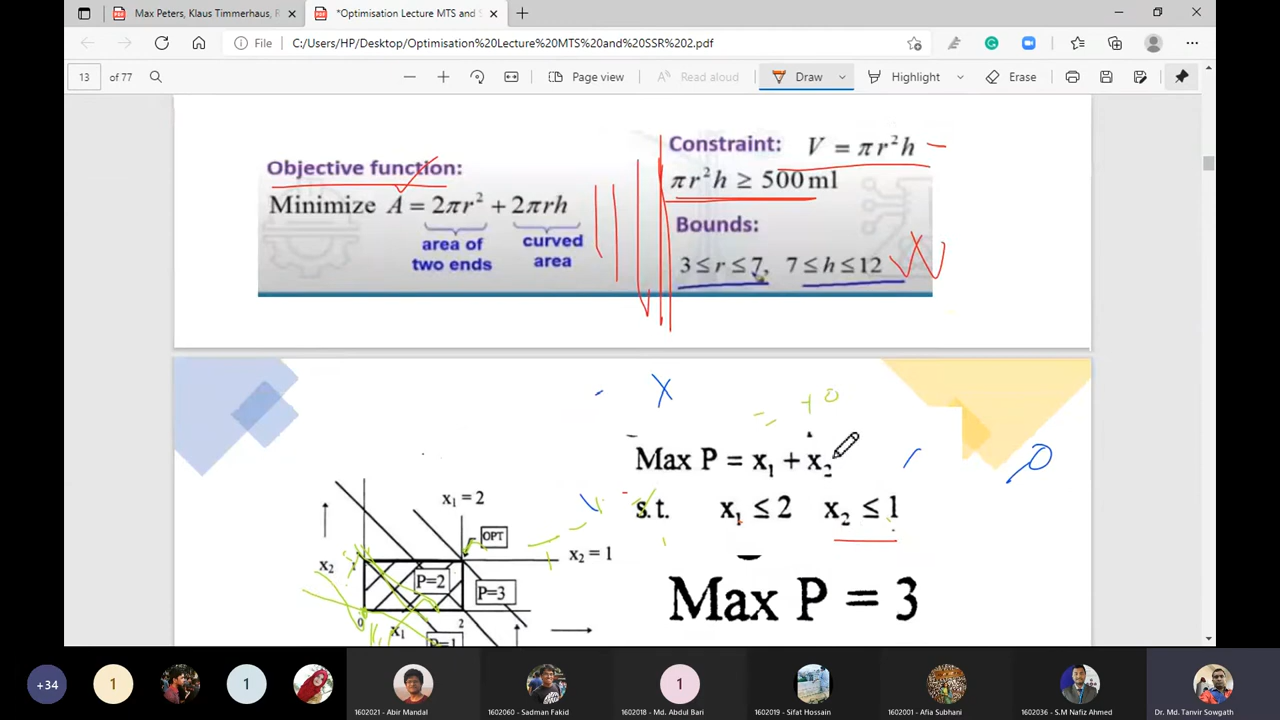 Max Peters, Klaus Timmerhaus, F
*Optimisation Lecture MTS and S
File
C:/Users/HP/Desktop/Optimisation%20Lecture%20MTS%20and%20SSR%202.pdf
13
of 77
Page view
Read aloud
Draw
Highlight
Erase
Objective function:
Minimize A = 2πr² + 2πrh
area of two ends
curved area
Constraint: V = πr²h
πr²h ≥ 500 ml
Bounds:
3 ≤ r ≤ 7, 7 ≤ h ≤ 12
Max P = x₁ + x₂
s.t. x₁ ≤ 2 x₂ ≤ 1
Max P = 3
x₁ = 2
OPT
x₂ = 1
x₂
P=2
P=3
0
x₁
2
P=1
+34
1
1
1
1602021 - Abir Mandal
1602060 - Sadman Fakid
1602018 - Md. Abdul Bari
1602019 - Sifat Hossain
1602001 - Afia Subhani
1602036 - S.M Nafiz Ahmed
Dr. Md. Tanvir Sowgath